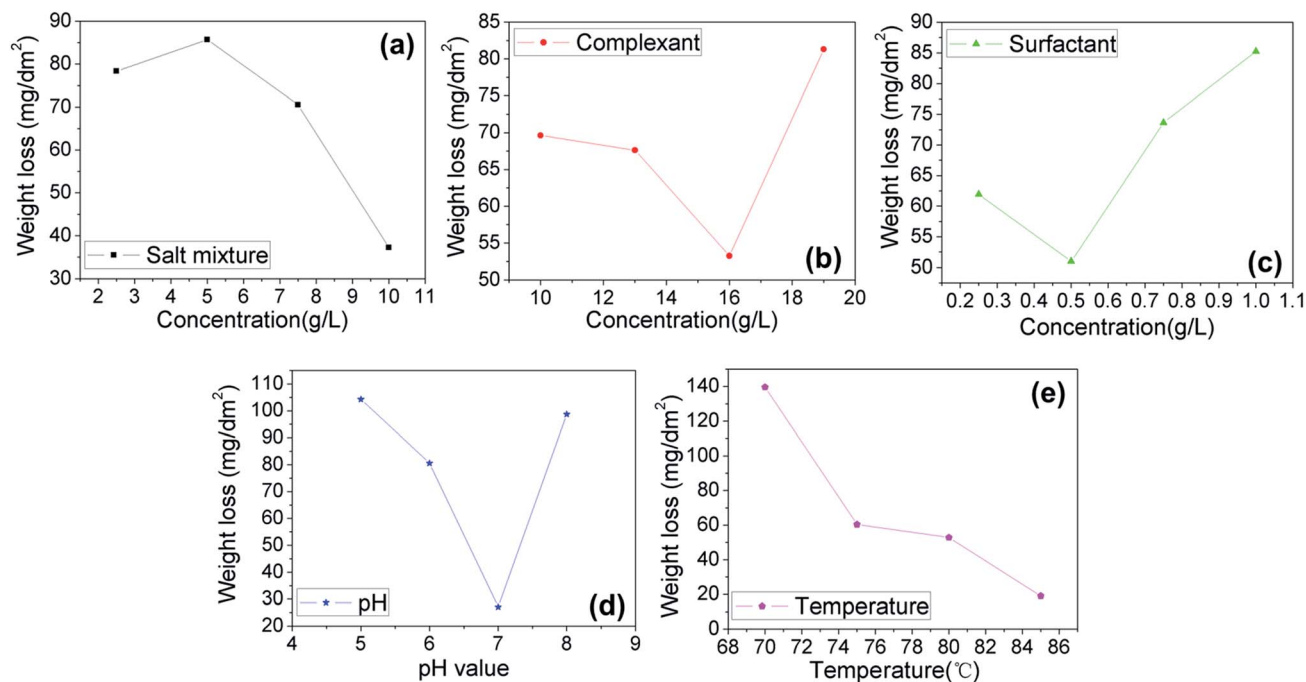 (a)
Weight loss (mg/dm²)
90
80
70
60
50
40
30
Salt mixture
2 3 4 5 6 7 8 9 10 11
Concentration(g/L)
Complexant
Weight loss (mg/dm²)
85
80
75
70
65
60
55
50
(b)
10 12 14 16 18 20
Concentration(g/L)
Surfactant
Weight loss (mg/dm²)
90
85
80
75
70
65
60
55
50
(c)
0.2 0.3 0.4 0.5 0.6 0.7 0.8 0.9 1.0
Concentration(g/L)
Weight loss (mg/dm²)
110
100
90
80
70
60
50
40
30
20
pH
(d)
4 5 6 7 8 9
pH value
(e)
Weight loss (mg/dm²)
140
120
100
80
60
40
20
0
Temperature
68 70 72 74 76 78 80 82 84 86
Temperature(℃)